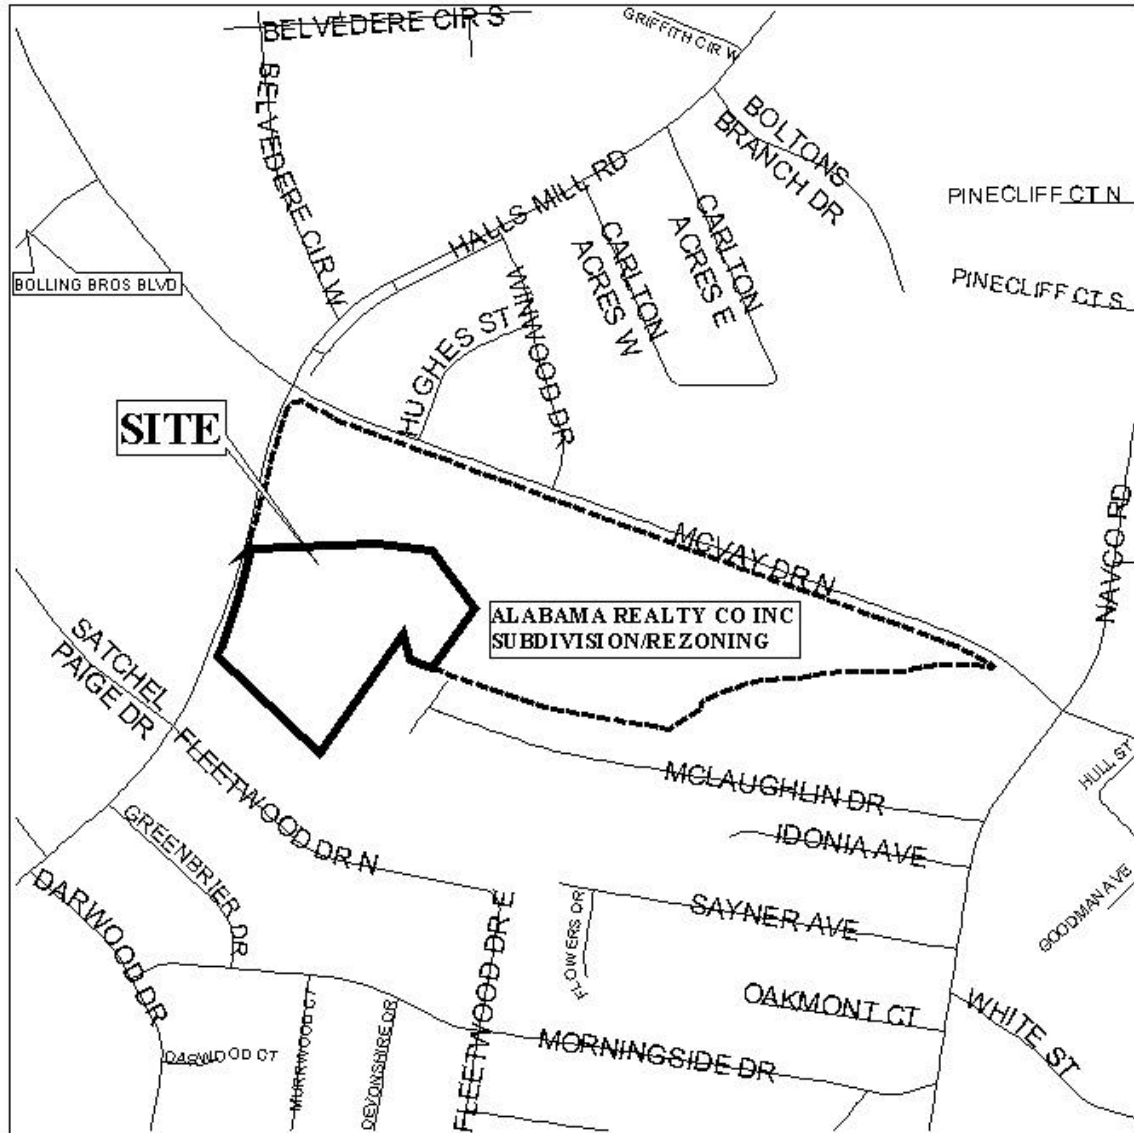 BELVEDERE CIR S
GRIFFITH CIR W
BELVEDERE CIR W
BOLTONS
BRANCH DR
HALLS MILL RD
PINECLIFF CT N
CARLTON
ACRES W
CARLTON
ACRES E
PINECLIFF CT S
BOLLING BROS BLVD
WINWOOD DR
HUGHES ST
SITE
MCVAY DR N
NAVCO RD
ALABAMA REALTY CO INC
SUBDIVISION/REZONING
SATCHEL
PAIGE DR
FLEETWOOD DR N
MCLAUGHLIN DR
HULL ST
IDONIA AVE
GREENBRIER DR
DARWOOD DR
SAYNER AVE
GOODMAN AVE
FLEETWOOD DR E
FLOWERS DR
OAKMONT CT
WHITE ST
DARWOOD CT
MURRWOOD CT
DEVONSHIRE DR
MORNINGSIDE DR